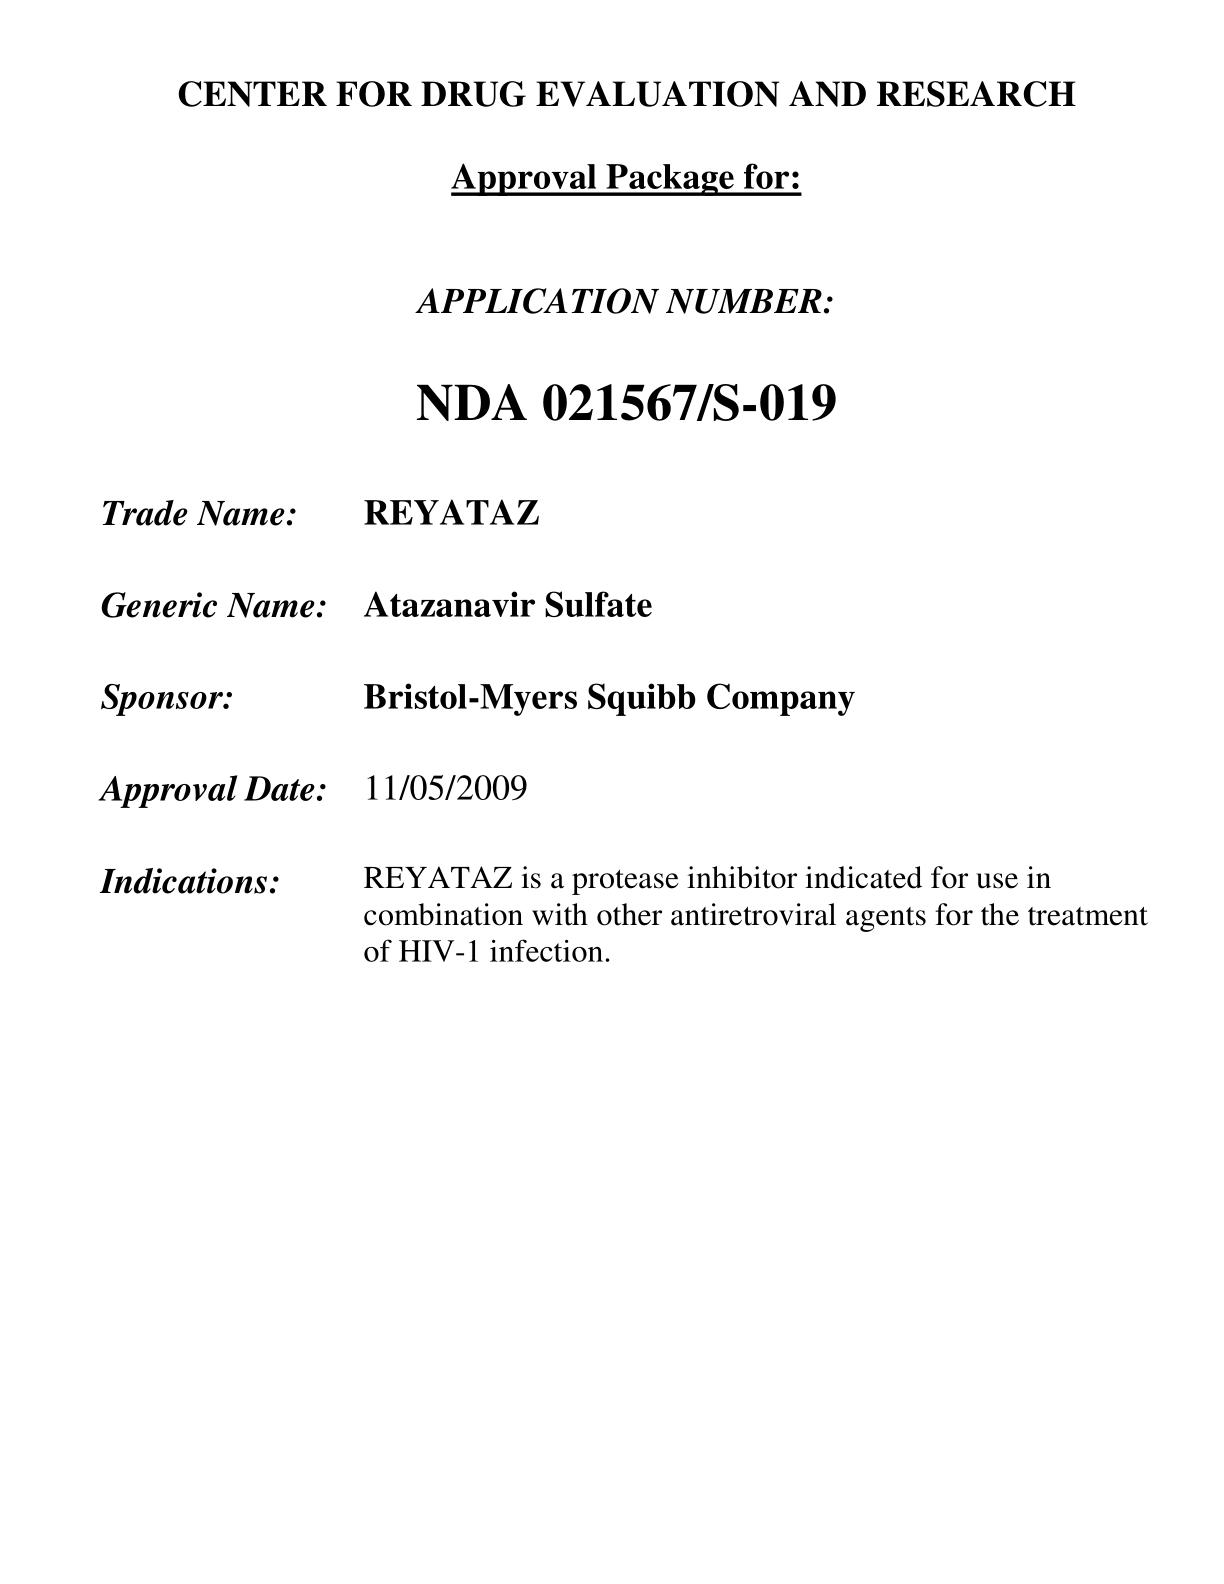 CENTER FOR DRUG EVALUATION AND RESEARCH
Approval Package for:
APPLICATION NUMBER:
NDA 021567/S-019
Trade Name: REYATAZ
Generic Name: Atazanavir Sulfate
Sponsor: Bristol-Myers Squibb Company
Approval Date: 11/05/2009
Indications: REYATAZ is a protease inhibitor indicated for use in
combination with other antiretroviral agents for the treatment
of HIV-1 infection.